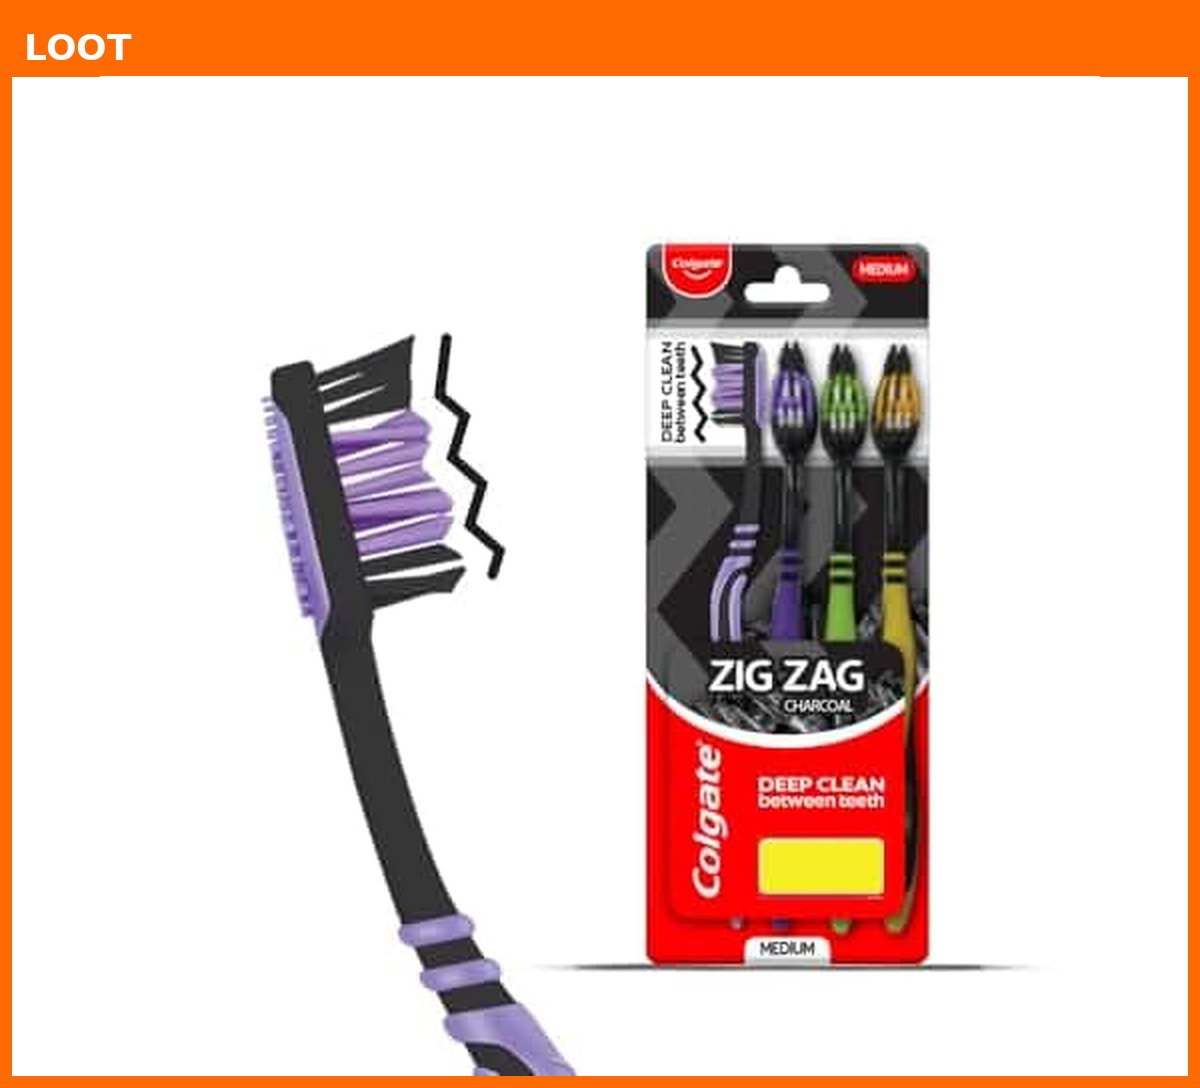 LOOT
Colgate
MEDIUM
DEEP CLEAN
between teeth
ZIG ZAG
CHARCOAL
Colgate
DEEP CLEAN
between teeth
MEDIUM